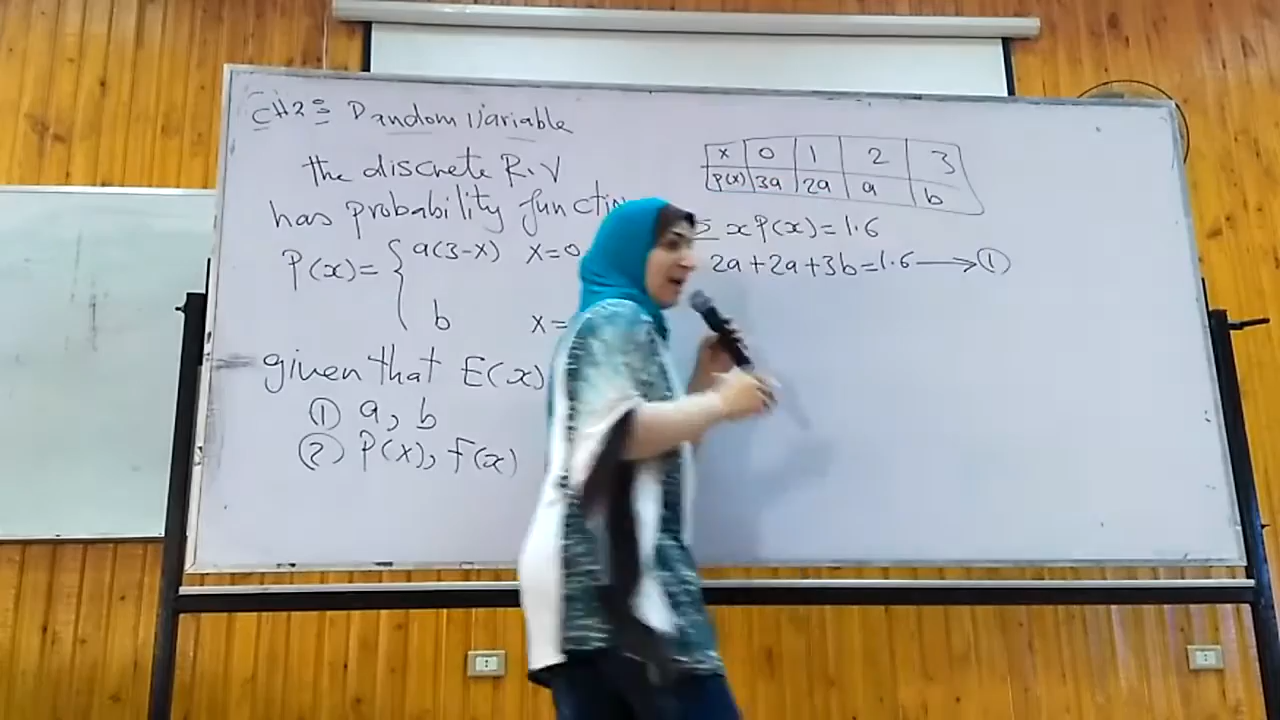 CH2: Random Variable
the discrete R.V
has probability functi
P(x)= { a(3-x) x=0
b x=
given that E(x)
① a, b
② P(x), F(x)
x 0 1 2 3
P(x) 3a 2a a b
Σ x P(x)=1.6
2a+2a+3b=1.6 → ①